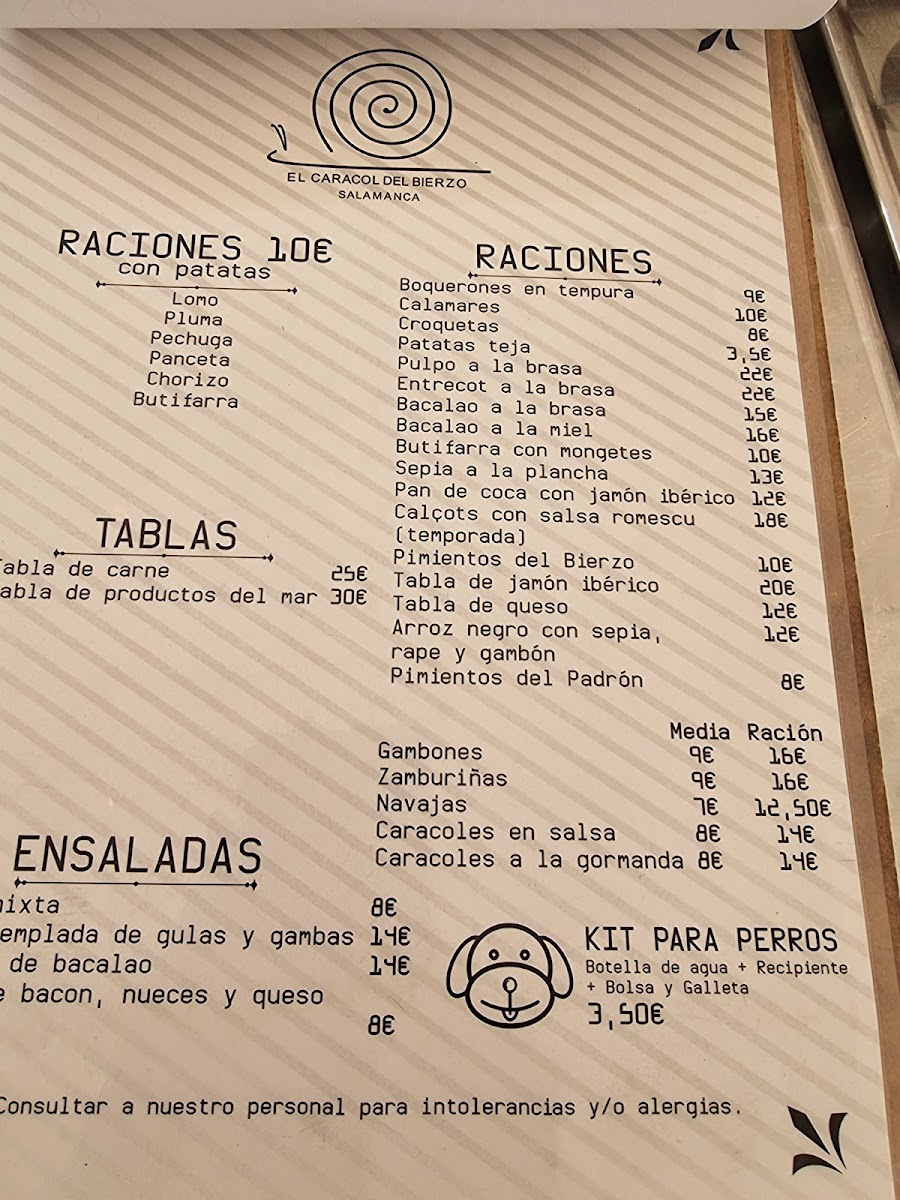 EL CARACOL DEL BIERZO
SALAMANCA
RACIONES 10€
con patatas
Lomo
Pluma
Pechuga
Panceta
Chorizo
Butifarra
TABLAS
Tabla de carne 25€
Tabla de productos del mar 30€
ENSALADAS
mixta 8€
templada de gulas y gambas 14€
de bacalao 14€
bacon, nueces y queso
8€
RACIONES
Boquerones en tempura 9€
Calamares 10€
Croquetas 8€
Patatas teja 3,5€
Pulpo a la brasa 22€
Entrecot a la brasa 22€
Bacalao a la brasa 15€
Bacalao a la miel 16€
Butifarra con mongetes 10€
Sepia a la plancha 13€
Pan de coca con jamón ibérico 12€
Calçots con salsa romescu 18€
(temporada)
Pimientos del Bierzo 10€
Tabla de jamón ibérico 20€
Tabla de queso 12€
Arroz negro con sepia, 12€
rape y gambón
Pimientos del Padrón 8€
Media Ración
Gambones 9€ 16€
Zamburiñas 9€ 16€
Navajas 7€ 12,50€
Caracoles en salsa 8€ 14€
Caracoles a la gormanda 8€ 14€
KIT PARA PERROS
Botella de agua + Recipiente
+ Bolsa y Galleta
3,50€
Consultar a nuestro personal para intolerancias y/o alergias.